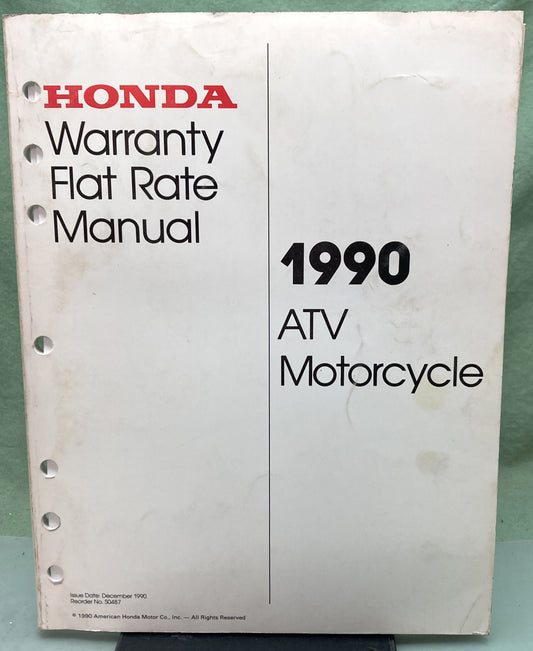 HONDA
Warranty
Flat Rate
Manual
1990
ATV
Motorcycle
Issue Date: December 1990
Reorder No. 50487
© 1990 American Honda Motor Co., Inc. — All Rights Reserved